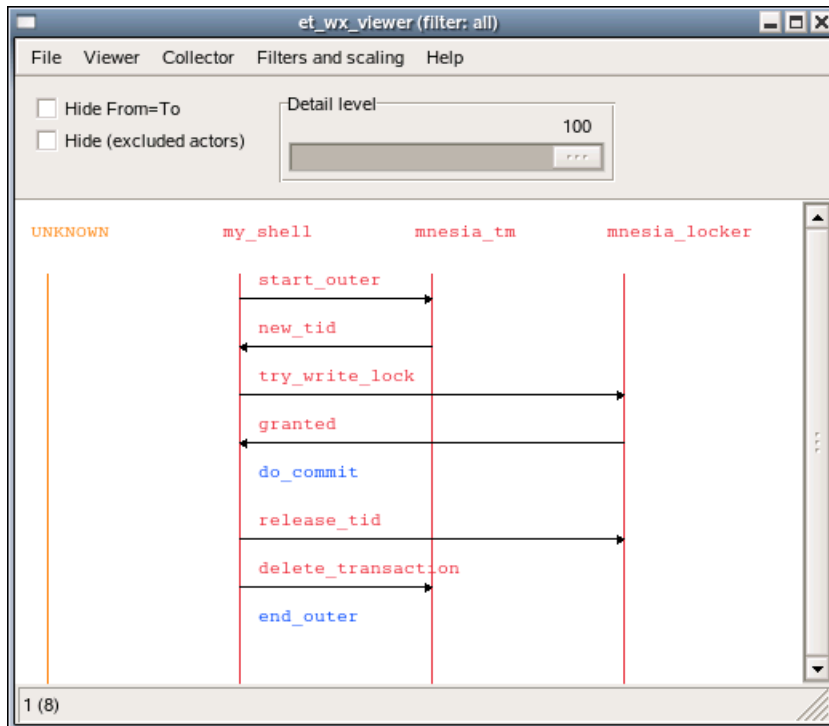 et_wx_viewer (filter: all)
File Viewer Collector Filters and scaling Help
Hide From=To
Hide (excluded actors)
Detail level
100
UNKNOWN my_shell mnesia_tm mnesia_locker
start_outer
new_tid
try_write_lock
granted
do_commit
release_tid
delete_transaction
end_outer
1 (8)